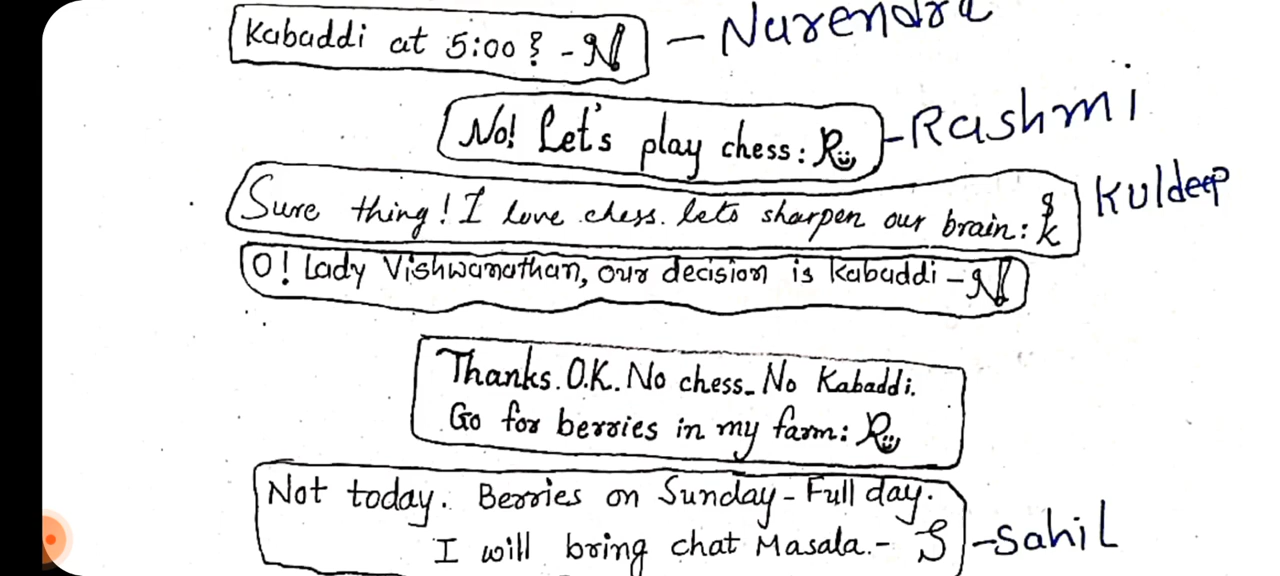 Kabaddi at 5:00 ? - N - Narendra
No! Let's play chess : R - Rashmi
Sure thing! I love chess. lets sharpen our brain : K Kuldeep
O! Lady Vishwanathan, our decision is Kabaddi - N
Thanks. O.K. No chess - No Kabaddi.
Go for berries in my farm : R
Not today. Berries on Sunday - Full day.
I will bring chat Masala. - S - Sahil